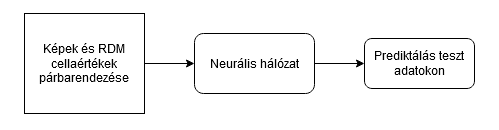 Képek és RDM
cellaértékek
párbarendezése
Neurális hálózat
Prediktálás teszt
adatokon